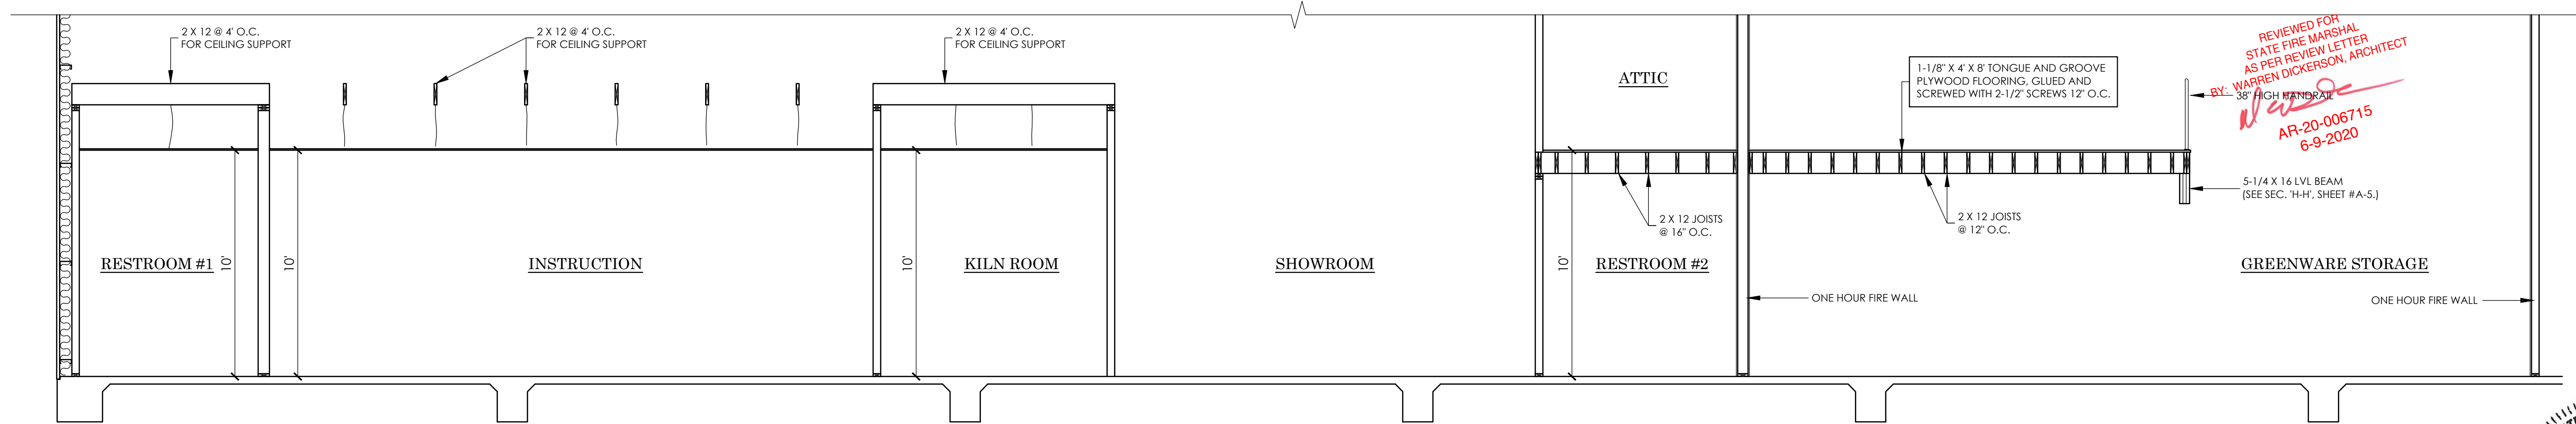 2 X 12 @ 4' O.C.
FOR CEILING SUPPORT
2 X 12 @ 4' O.C.
FOR CEILING SUPPORT
2 X 12 @ 4' O.C.
FOR CEILING SUPPORT
ATTIC
1-1/8" X 4' X 8' TONGUE AND GROOVE
PLYWOOD FLOORING, GLUED AND
SCREWED WITH 2-1/2" SCREWS 12" O.C.
REVIEWED FOR
STATE FIRE MARSHAL
AS PER REVIEW LETTER
BY: WARREN DICKERSON, ARCHITECT
38" HIGH HANDRAIL
AR-20-006715
6-9-2020
5-1/4 X 16 LVL BEAM
(SEE SEC. 'H-H', SHEET #A-5.)
2 X 12 JOISTS
@ 16" O.C.
2 X 12 JOISTS
@ 12" O.C.
RESTROOM #1
10'
10'
INSTRUCTION
10'
KILN ROOM
SHOWROOM
10'
RESTROOM #2
GREENWARE STORAGE
ONE HOUR FIRE WALL
ONE HOUR FIRE WALL